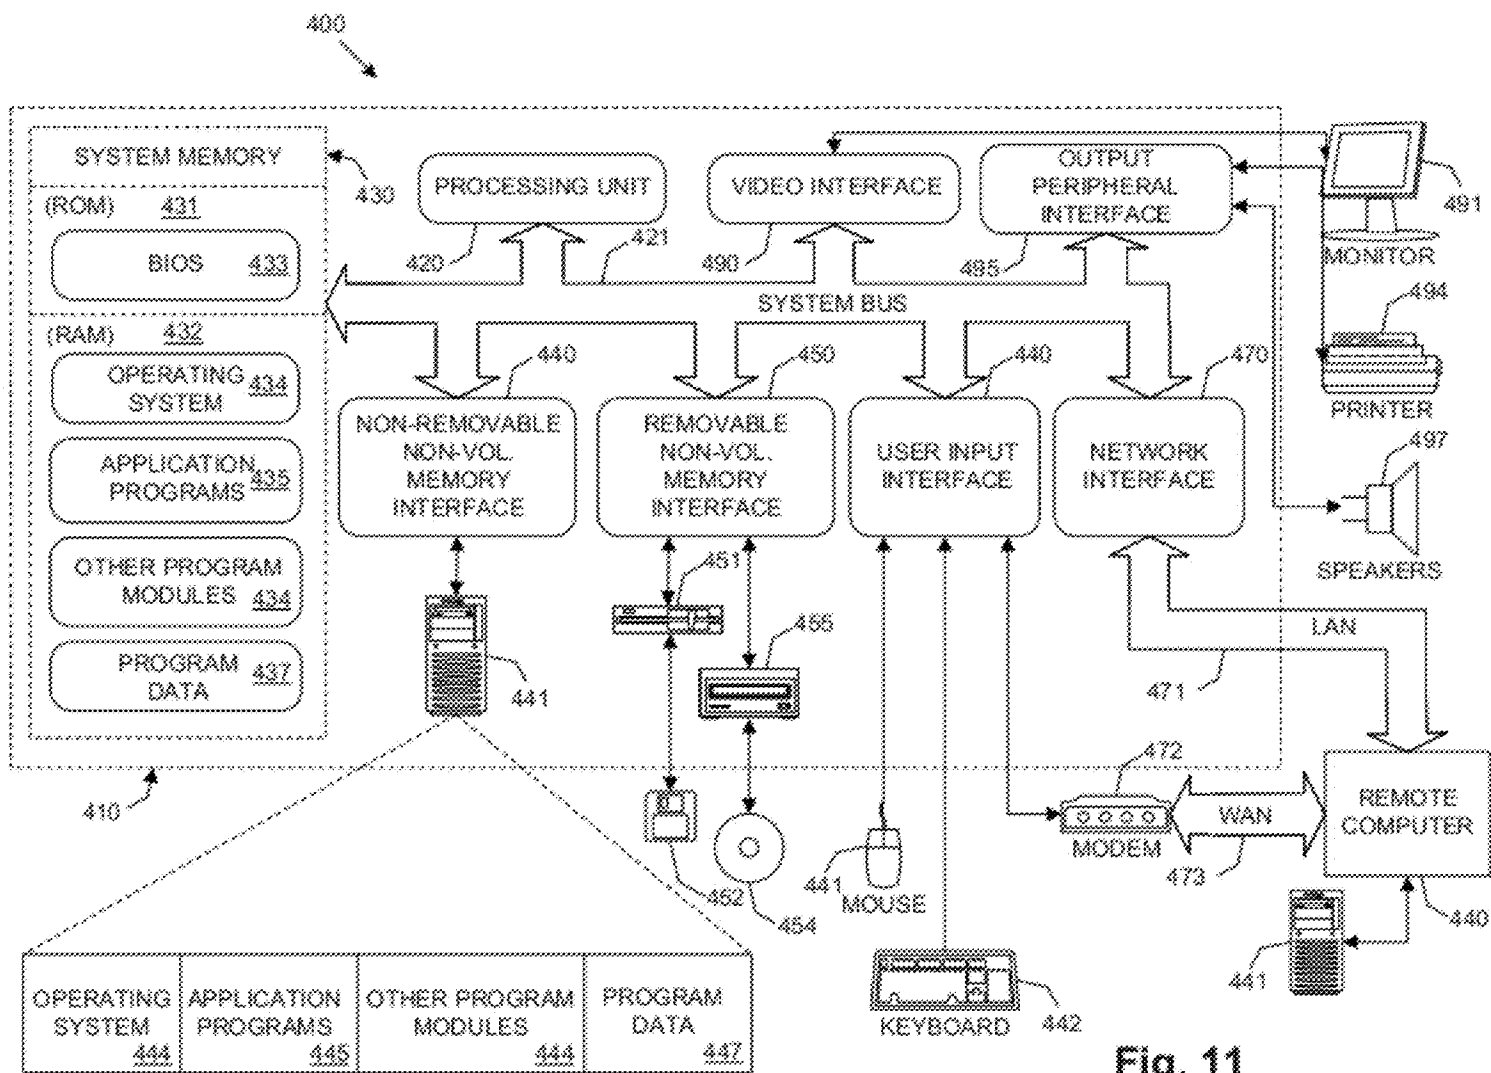 400
SYSTEM MEMORY
430
(ROM) 431
BIOS 433
(RAM) 432
OPERATING
SYSTEM 434
APPLICATION
PROGRAMS 435
OTHER PROGRAM
MODULES 434
PROGRAM
DATA 437
410
PROCESSING UNIT
420
421
VIDEO INTERFACE
490
OUTPUT
PERIPHERAL
INTERFACE
495
SYSTEM BUS
440
NON-REMOVABLE
NON-VOL.
MEMORY
INTERFACE
450
REMOVABLE
NON-VOL.
MEMORY
INTERFACE
440
USER INPUT
INTERFACE
470
NETWORK
INTERFACE
491
MONITOR
494
PRINTER
497
SPEAKERS
441
451
455
452
454
LAN
471
472
MODEM
WAN
473
REMOTE
COMPUTER
440
441
441
MOUSE
KEYBOARD
442
OPERATING
SYSTEM
444
APPLICATION
PROGRAMS
445
OTHER PROGRAM
MODULES
444
PROGRAM
DATA
447
Fig. 11